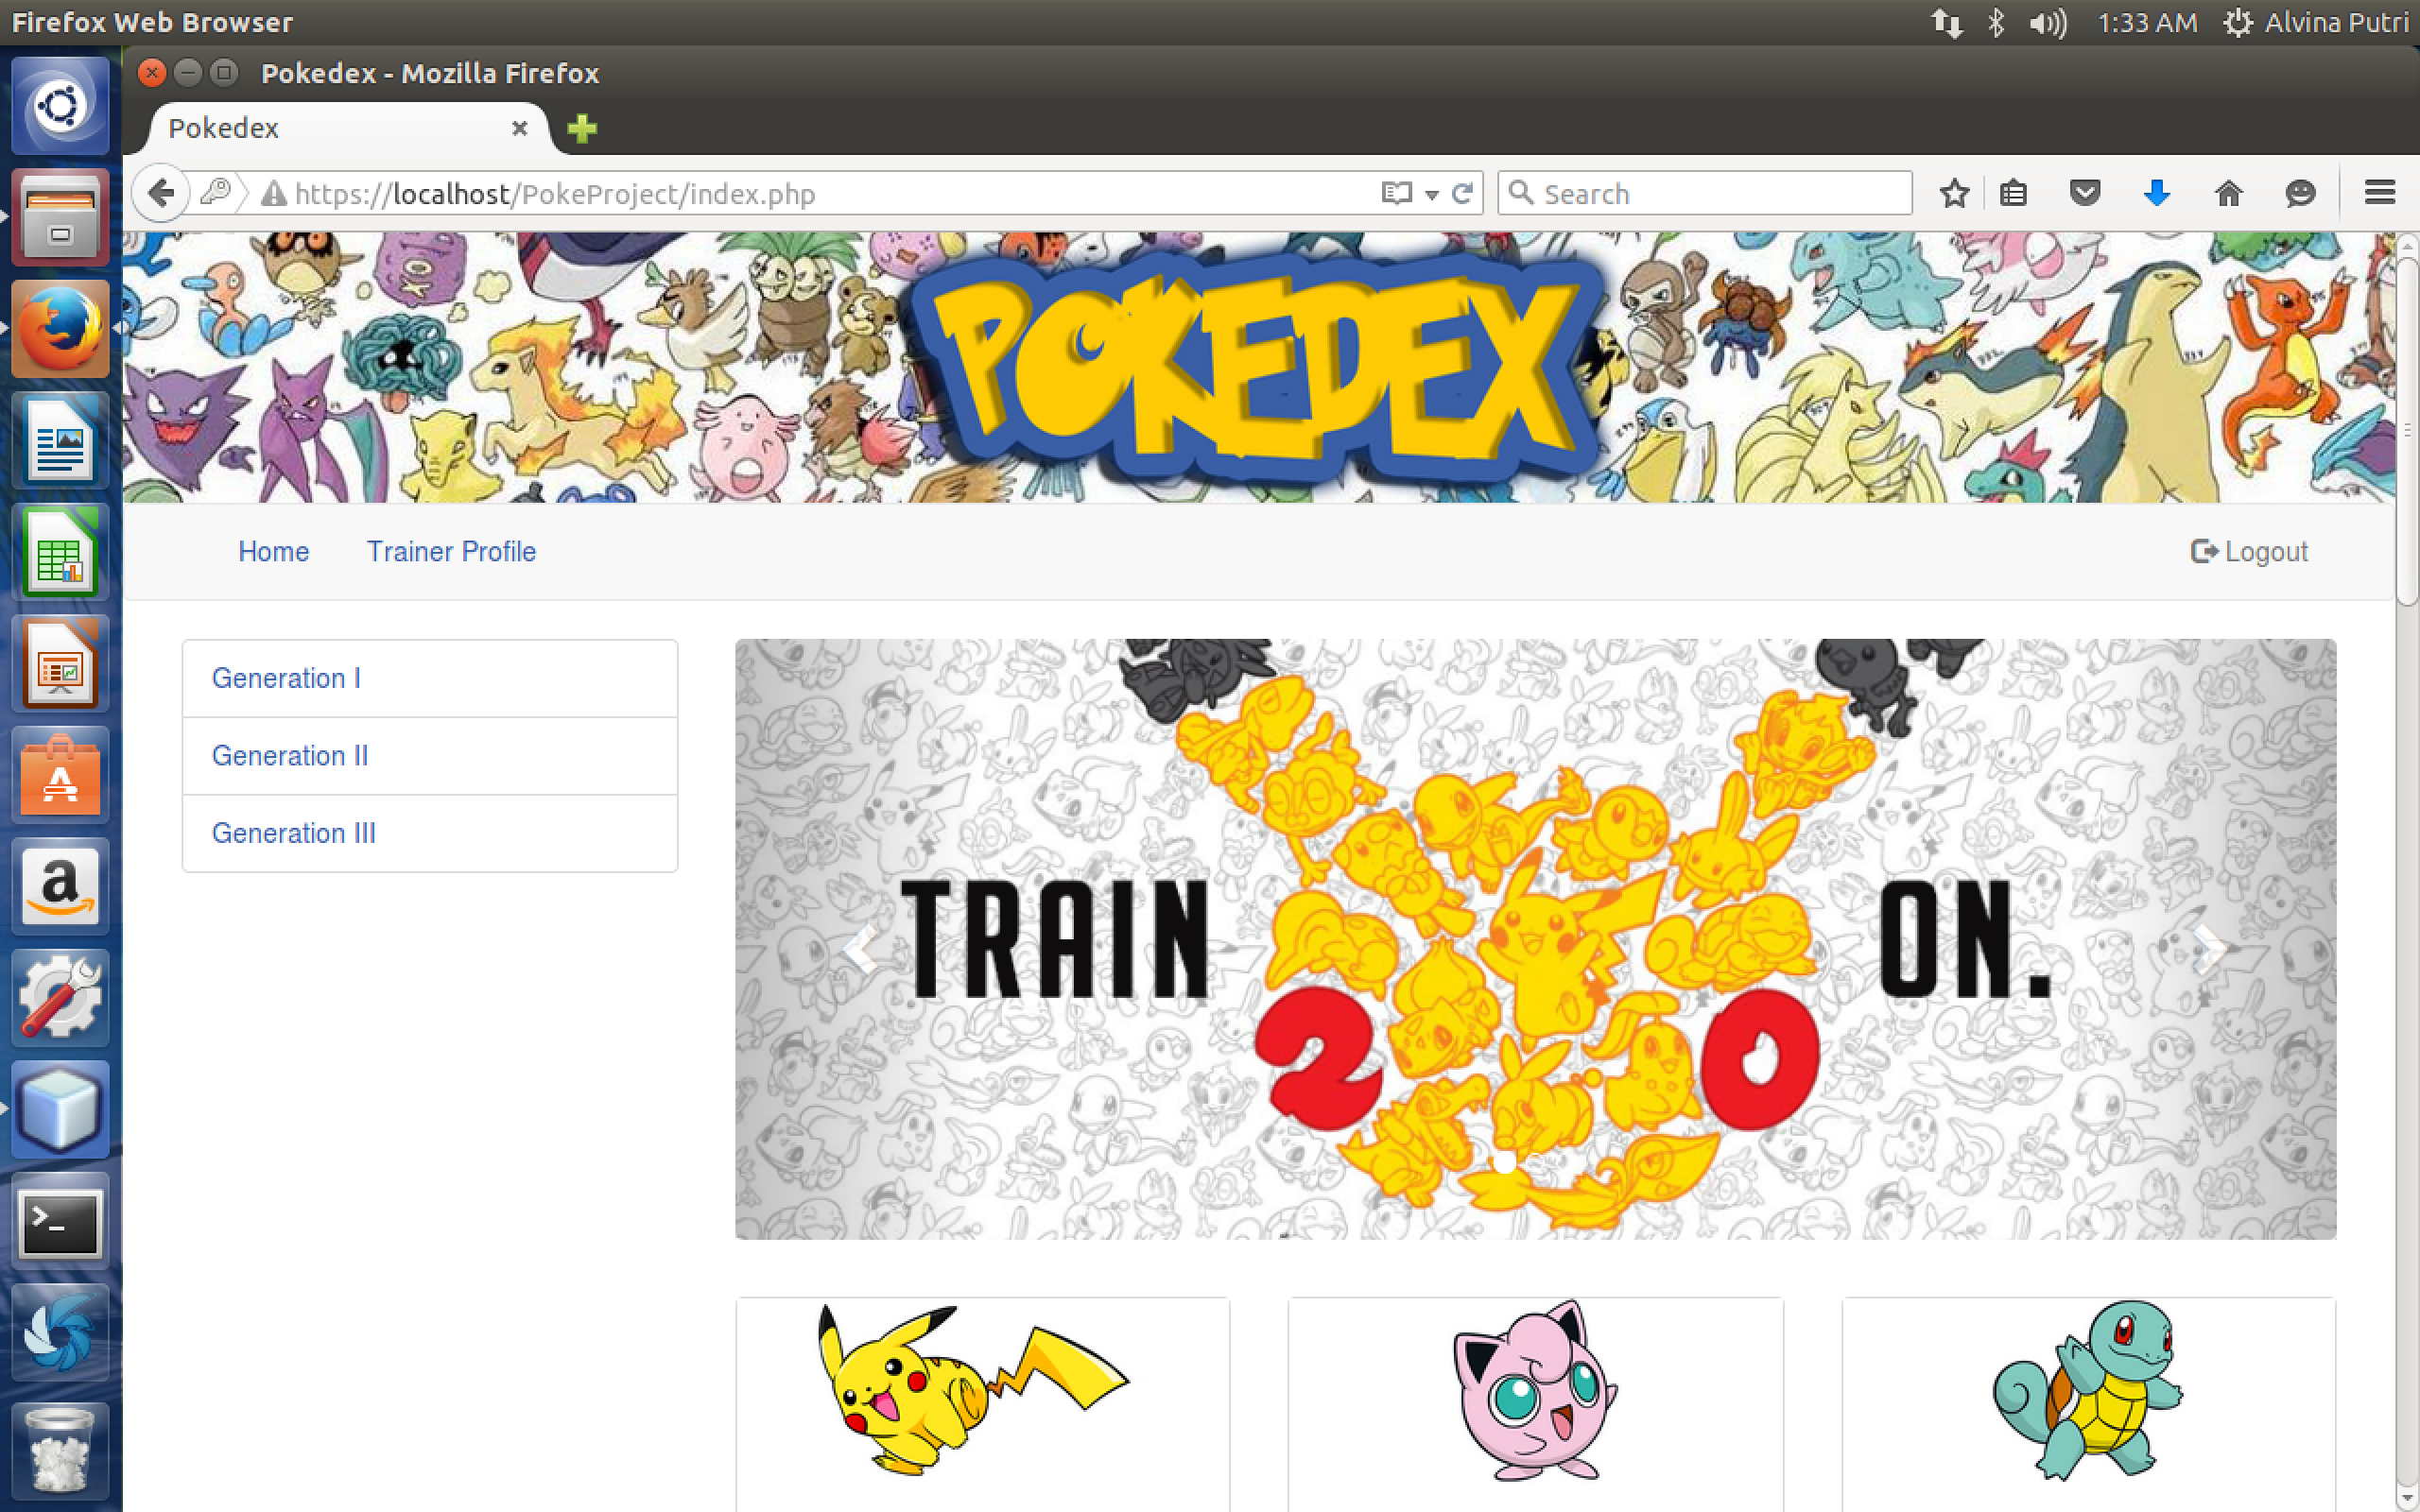 Firefox Web Browser
1:33 AM
Alvina Putri
Pokedex - Mozilla Firefox
Pokedex
https://localhost/PokeProject/index.php
Search
POKEDEX
Home
Trainer Profile
Logout
Generation I
Generation II
Generation III
TRAIN
ON.
20